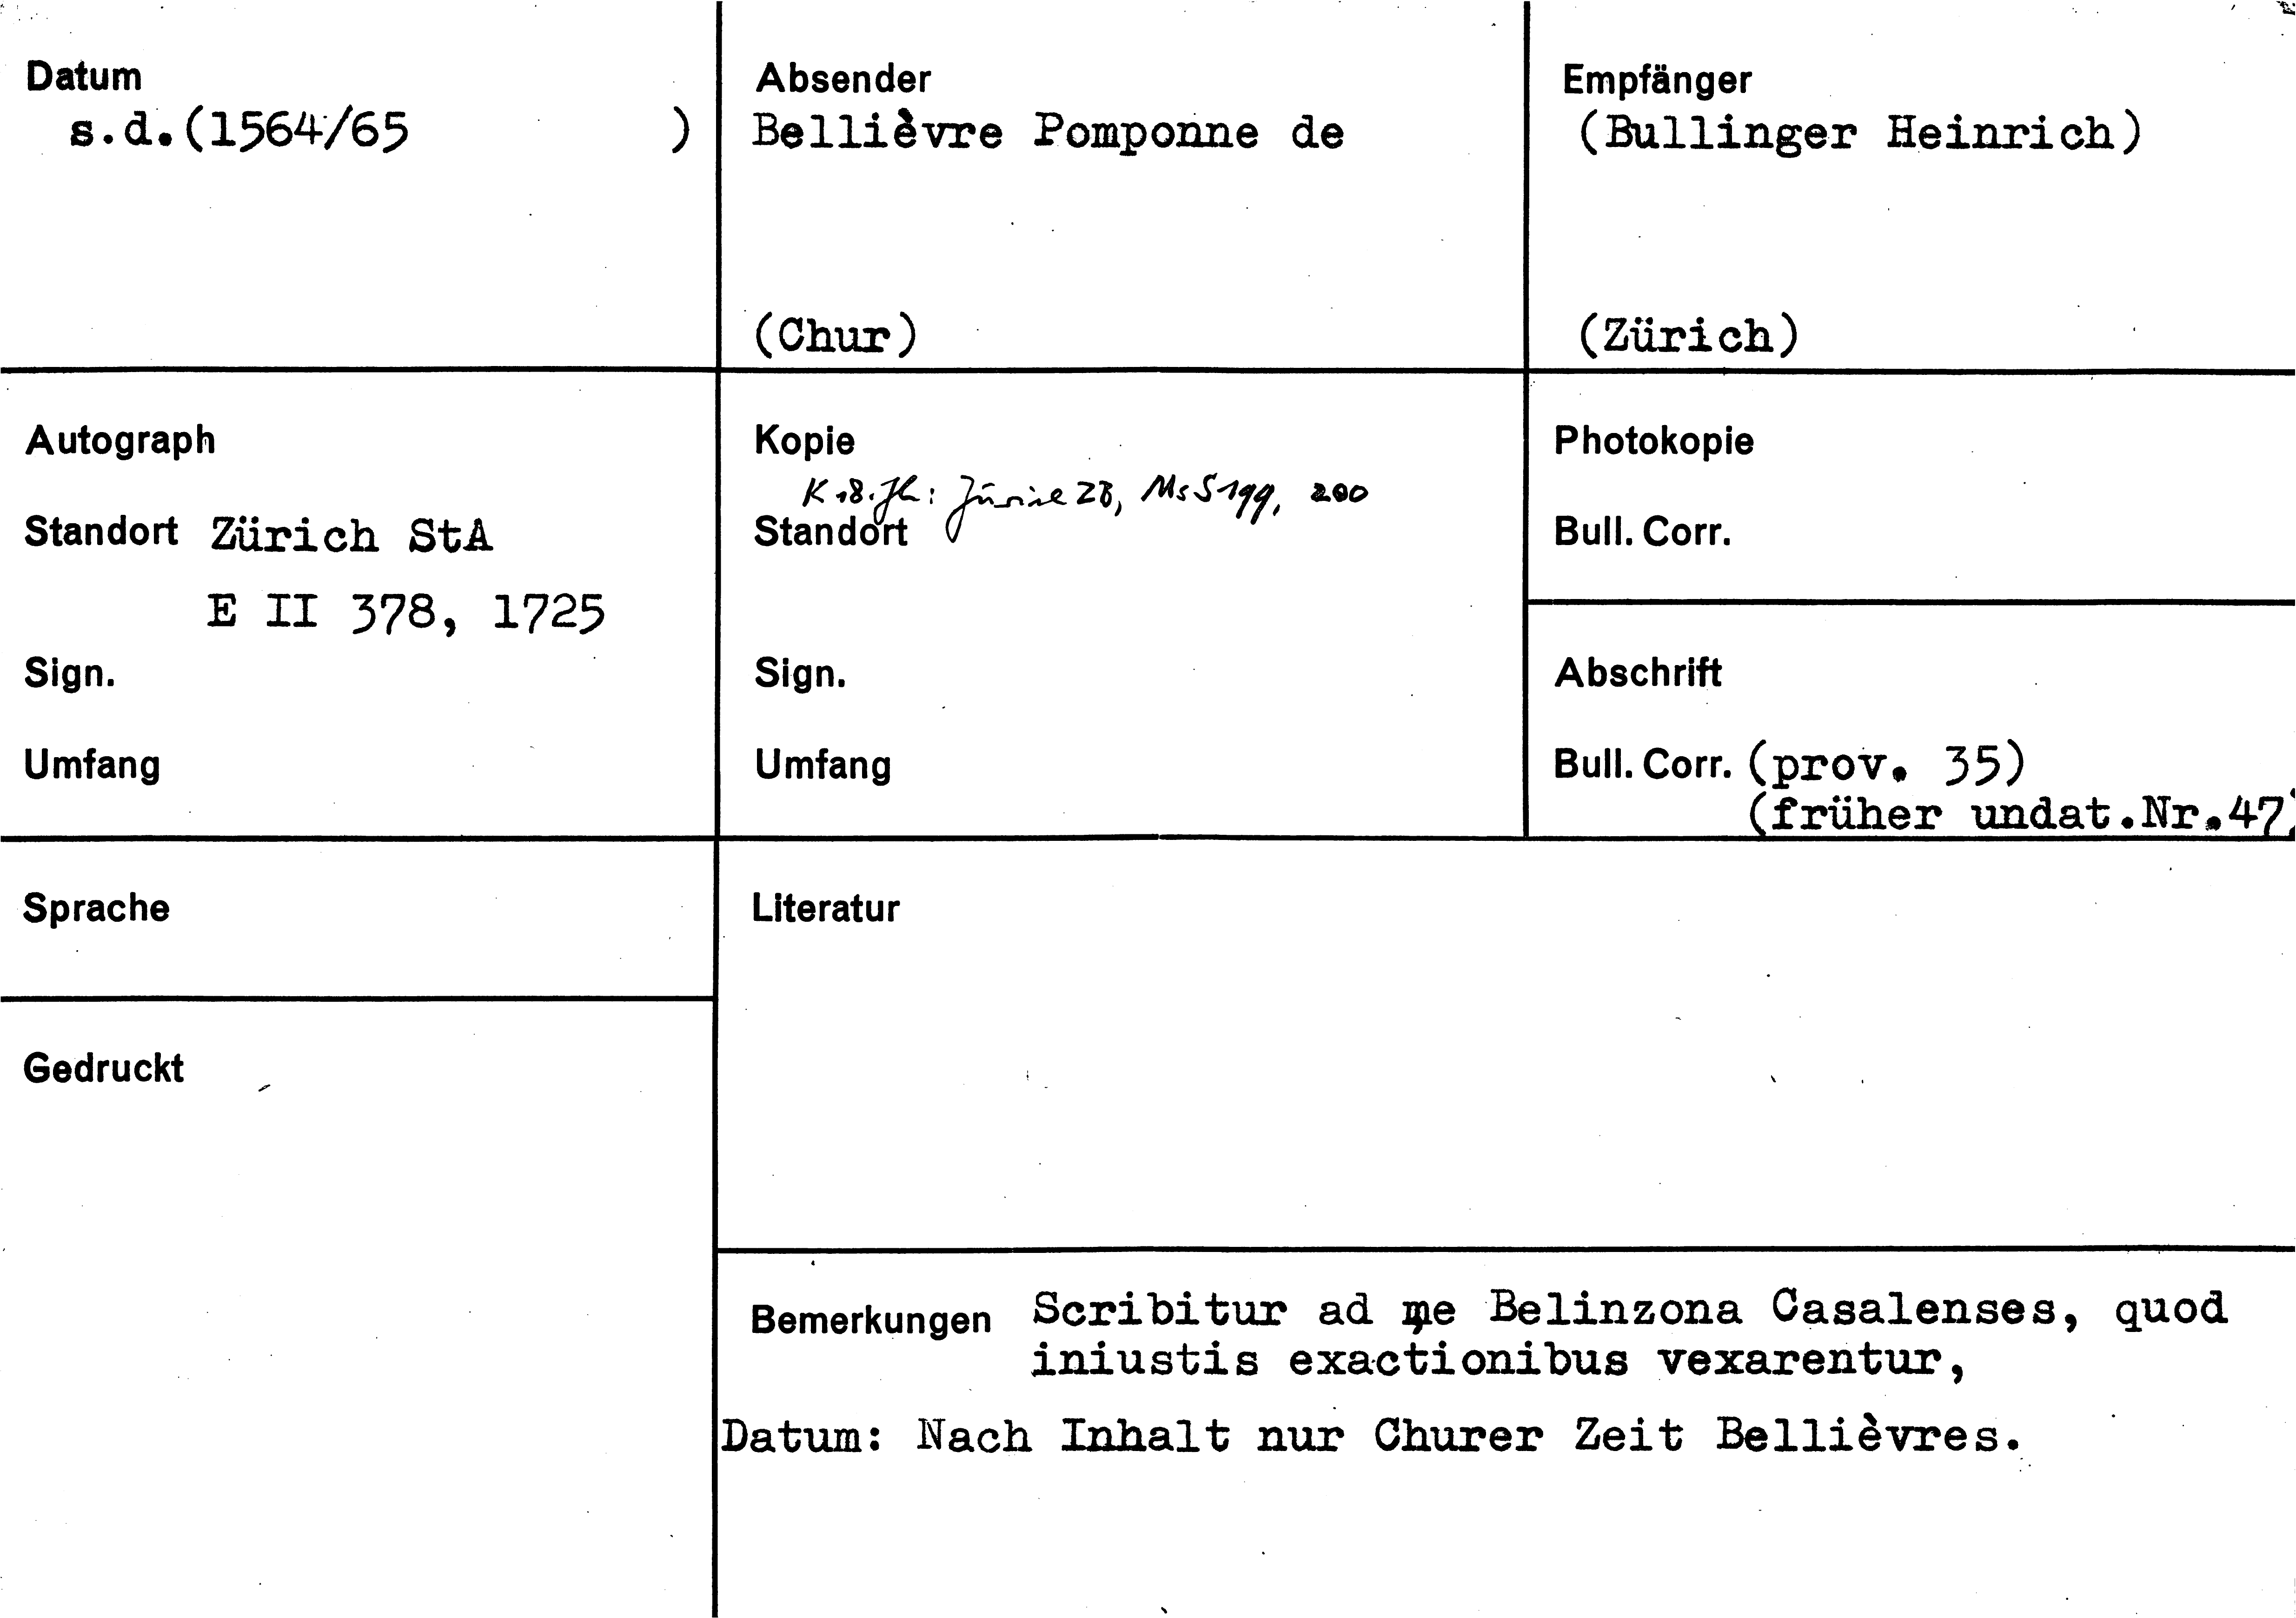 Datum
s.d.(1564/65 )
Absender
Bellièvre Pomponne de
(Chur)
Empfänger
(Bullinger Heinrich)
(Zürich)
Autograph
Standort Zürich StA
E II 378, 1725
Sign.
Umfang
Kopie
K 18. Jh: Zürich ZB, Ms S 199, 200
Standort
Sign.
Umfang
Photokopie
Bull. Corr.
Abschrift
Bull. Corr. (prov. 35)
(früher undat.Nr.47)
Sprache
Literatur
Gedruckt
Bemerkungen Scribitur ad me Belinzona Casalenses, quod
iniustis exactionibus vexarentur,
Datum: Nach Inhalt nur Churer Zeit Bellièvres.